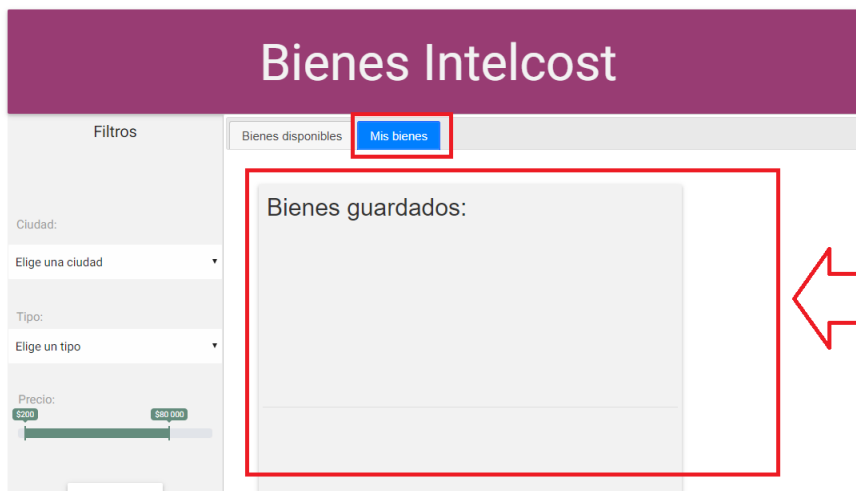 Bienes Intelcost
Filtros
Bienes disponibles
Mis bienes
Bienes guardados:
Ciudad:
Elige una ciudad
Tipo:
Elige un tipo
Precio:
$200
$80 000